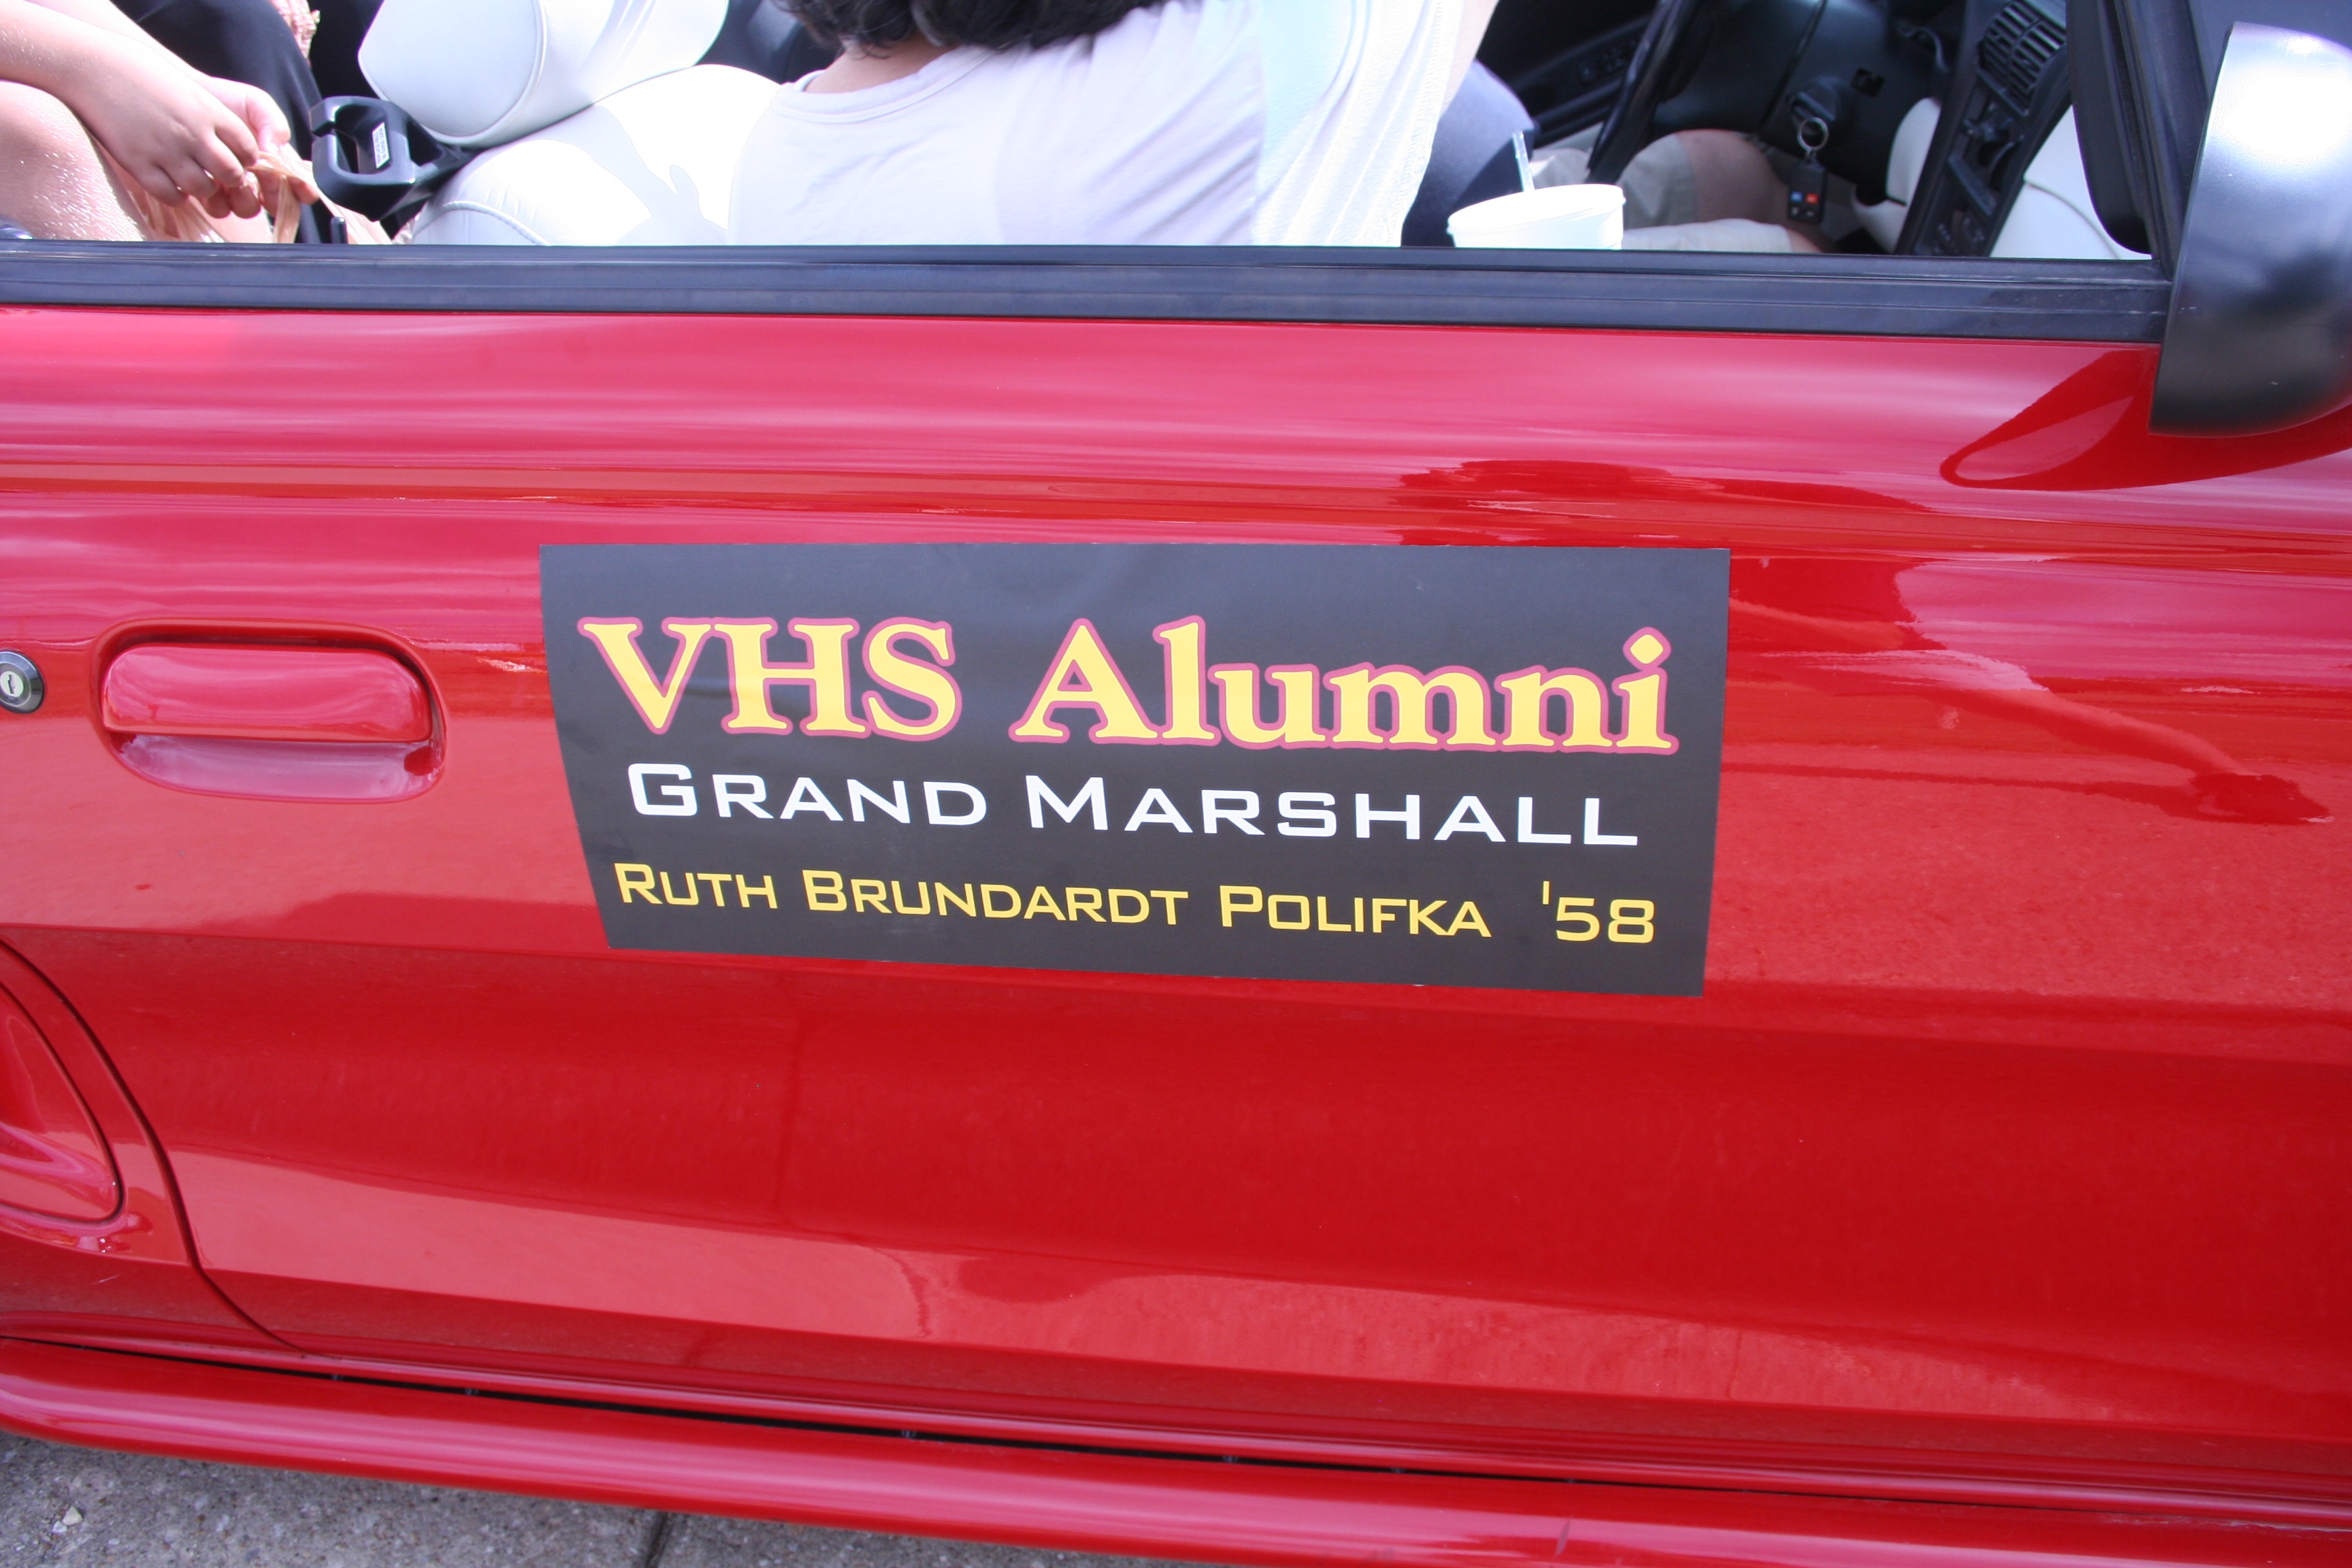 VHS Alumni
GRAND MARSHALL
RUTH BRUNDARDT POLIFKA '58